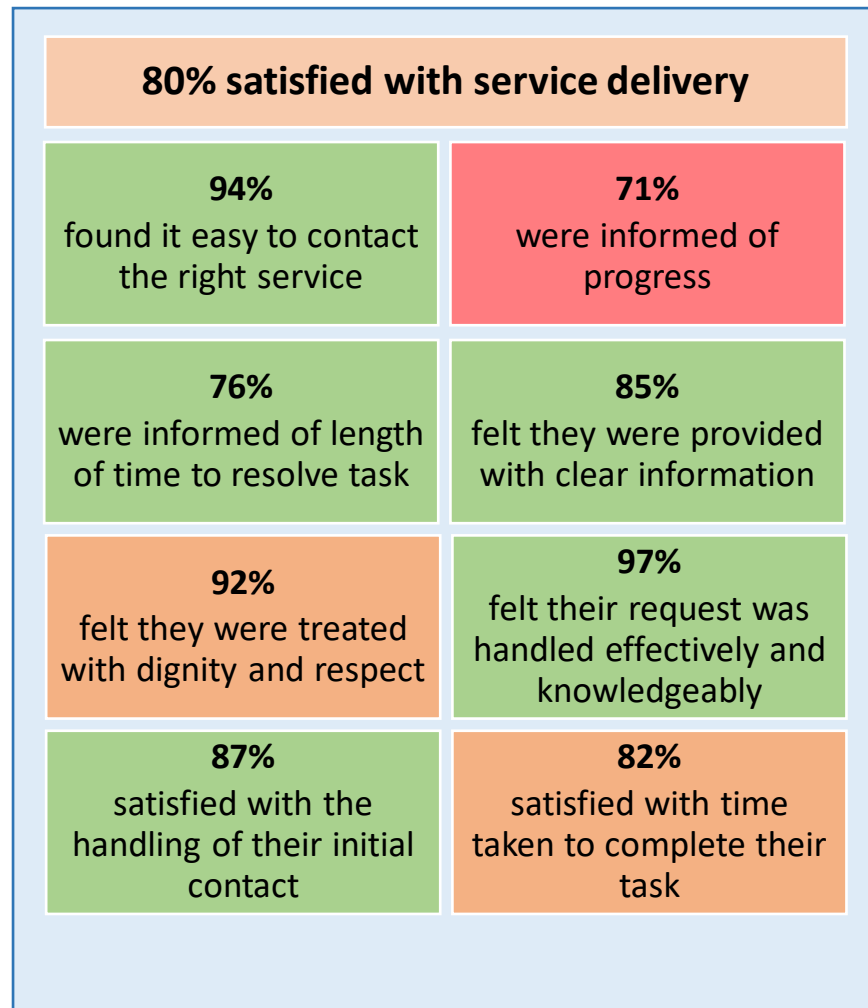 80% satisfied with service delivery
94%
found it easy to contact
the right service
71%
were informed of
progress
76%
were informed of length
of time to resolve task
85%
felt they were provided
with clear information
92%
felt they were treated
with dignity and respect
97%
felt their request was
handled effectively and
knowledgeably
87%
satisfied with the
handling of their initial
contact
82%
satisfied with time
taken to complete their
task